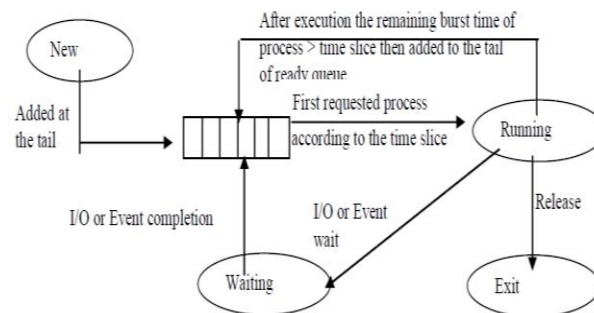 After execution the remaining burst time of
process > time slice then added to the tail
of ready queue
New
Added at
the tail
First requested process
according to the time slice
Running
I/O or Event completion
I/O or Event
wait
Release
Waiting
Exit